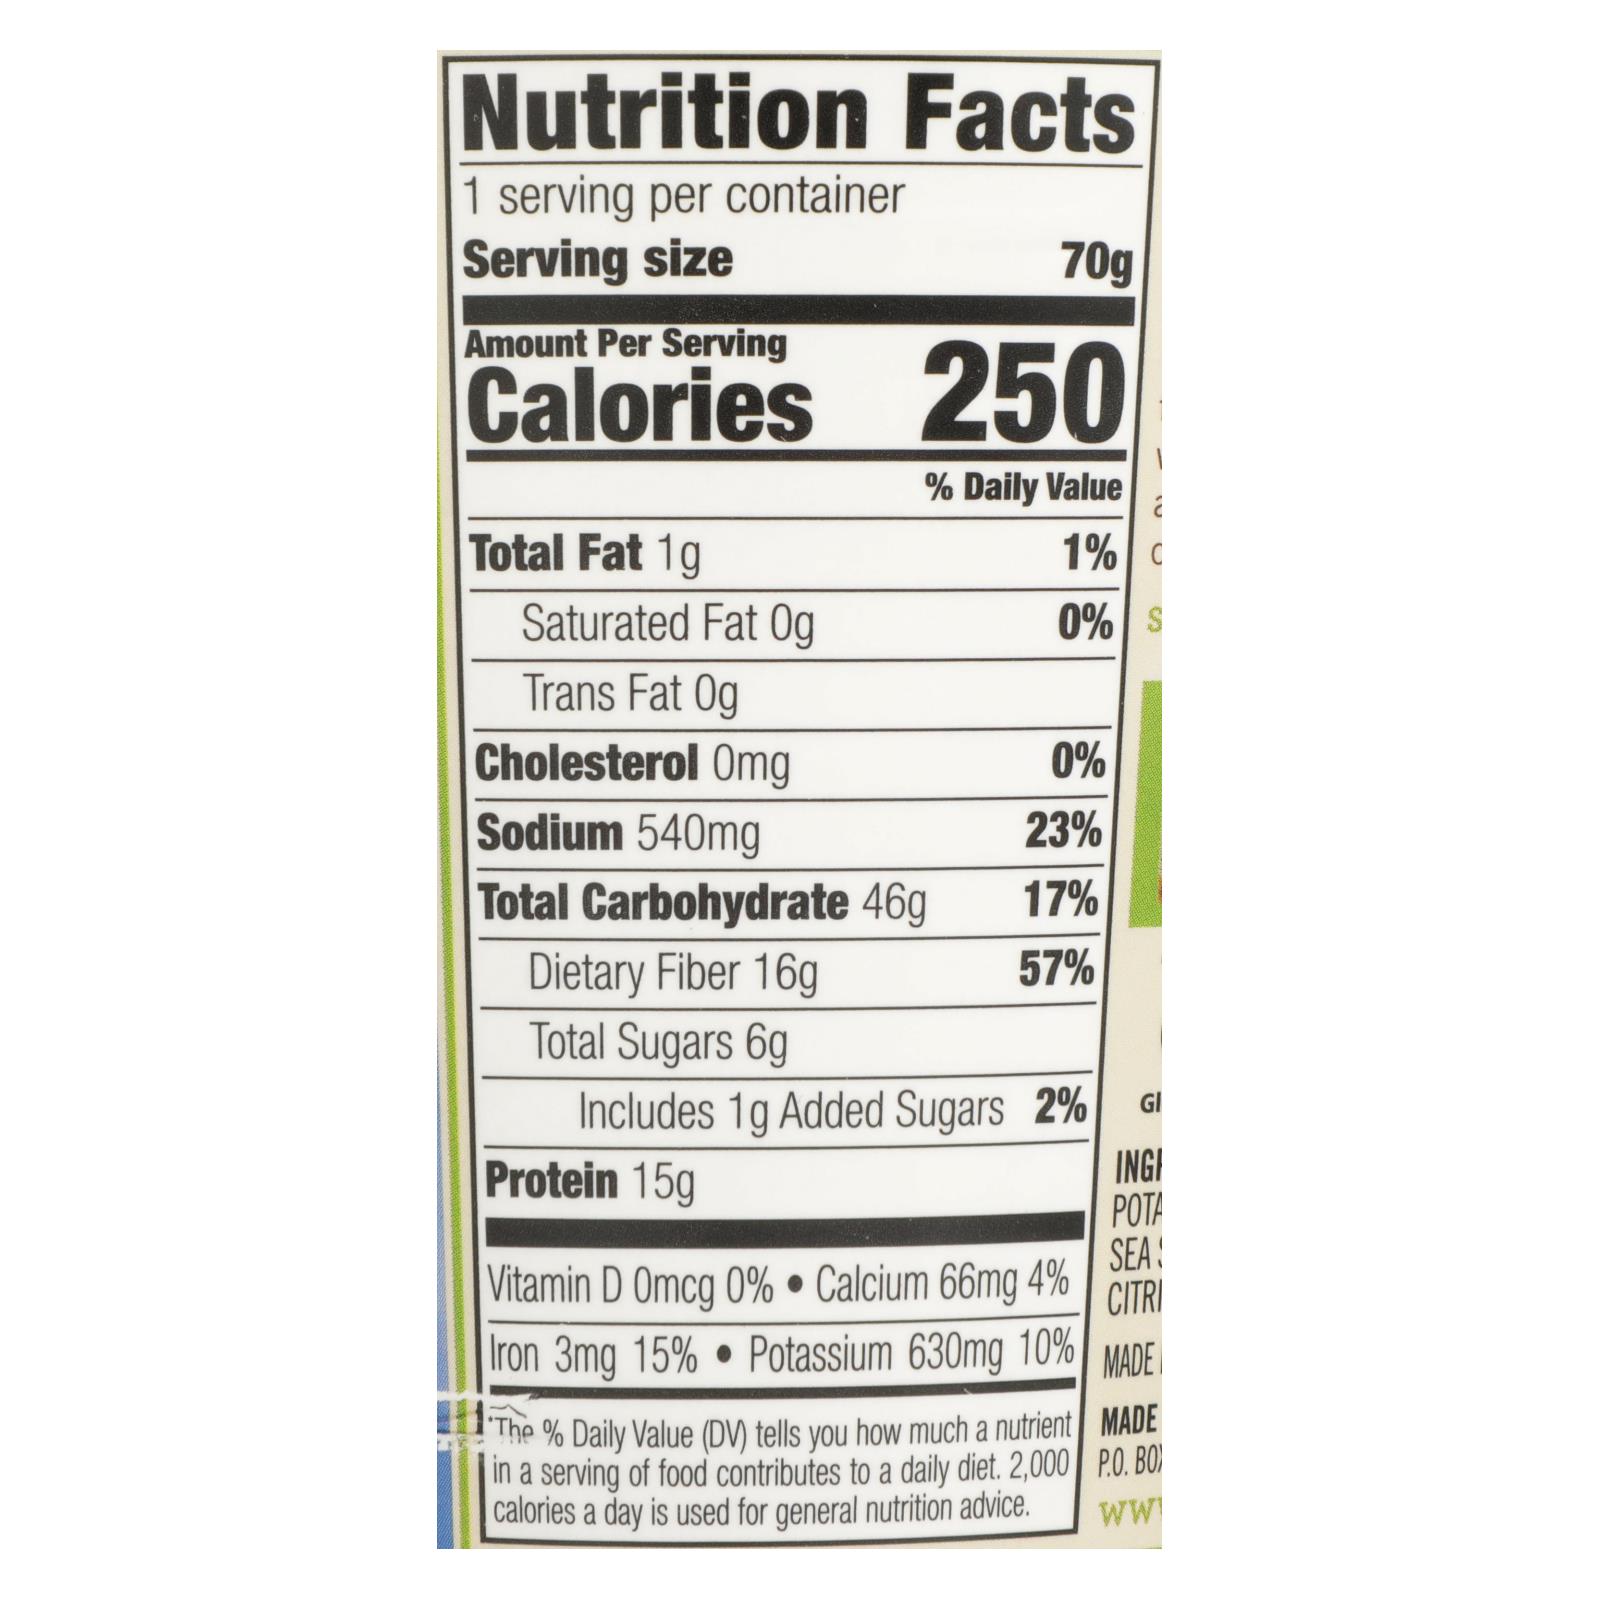 Nutrition Facts
1 serving per container
Serving size 70g
Amount Per Serving
Calories 250
% Daily Value
Total Fat 1g 1%
Saturated Fat 0g 0%
Trans Fat 0g
Cholesterol 0mg 0%
Sodium 540mg 23%
Total Carbohydrate 46g 17%
Dietary Fiber 16g 57%
Total Sugars 6g
Includes 1g Added Sugars 2%
Protein 15g
Vitamin D 0mcg 0% • Calcium 66mg 4%
Iron 3mg 15% • Potassium 630mg 10%
*The % Daily Value (DV) tells you how much a nutrient
in a serving of food contributes to a daily diet. 2,000
calories a day is used for general nutrition advice.
SEA
MADE
MADE
P.O.